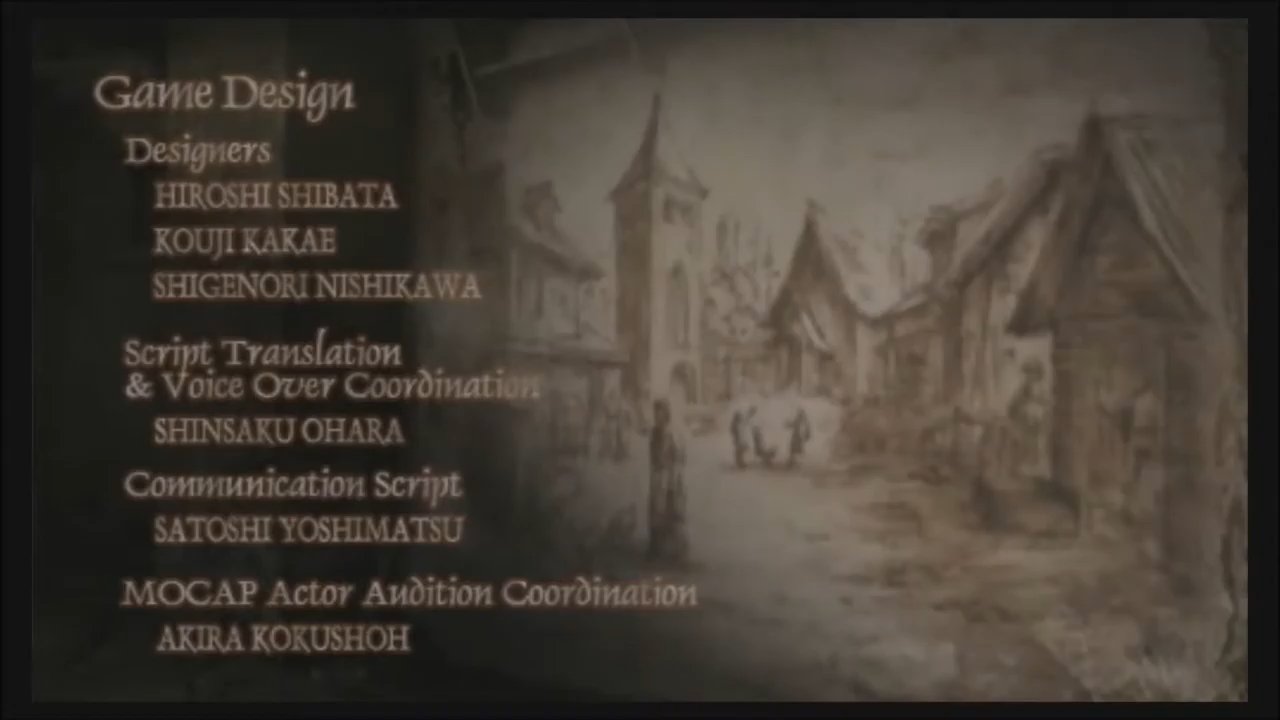 Game Design
Designers
HIROSHI SHIBATA
KOUJI KAKAE
SHIGENORI NISHIKAWA
Script Translation
& Voice Over Coordination
SHINSAKU OHARA
Communication Script
SATOSHI YOSHIMATSU
MOCAP Actor Audition Coordination
AKIRA KOKUSHOH